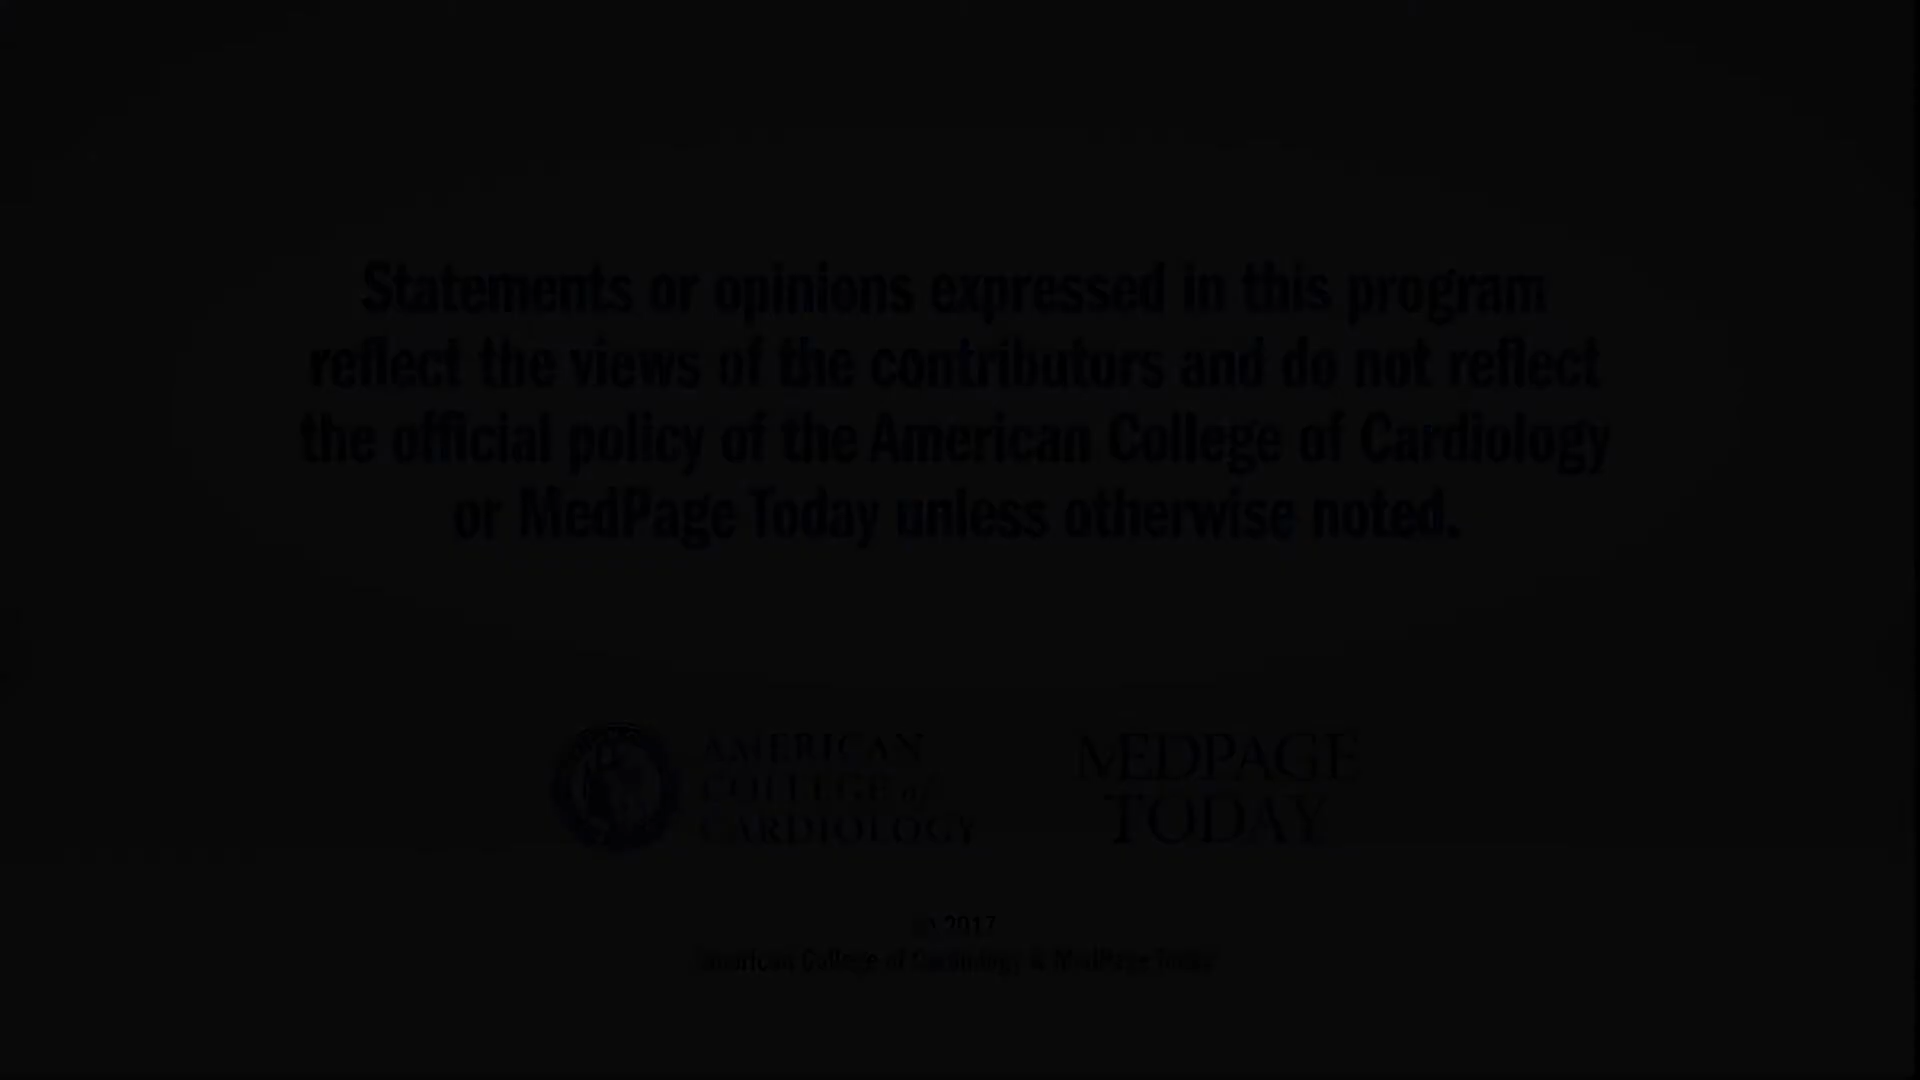 Statements or opinions expressed in this program
reflect the views of the contributors and do not reflect
the official policy of the American College of Cardiology
or MedPage Today unless otherwise noted.
AMERICAN
COLLEGE of
CARDIOLOGY
MEDPAGE
TODAY
© 2017
American College of Cardiology & MedPage Today